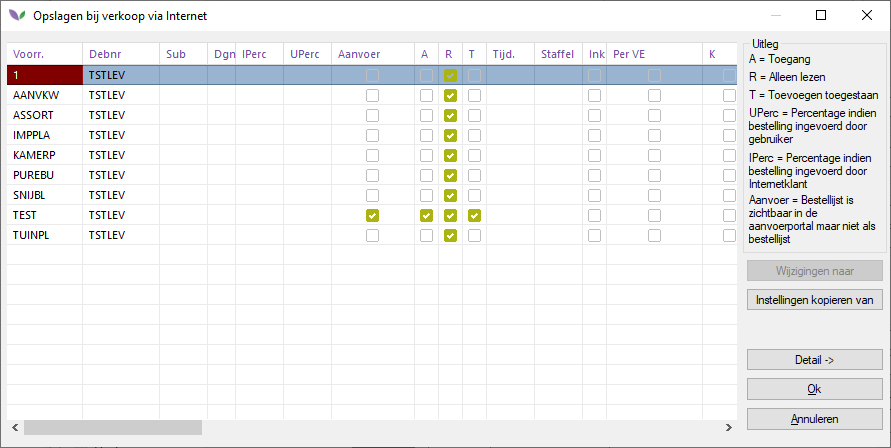 Opslagen bij verkoop via Internet
Voorr. Debnr Sub Dgn IPerc UPerc Aanvoer A R T Tijd. Staffel Ink Per VE K
1 TSTLEV
AANVKW TSTLEV
ASSORT TSTLEV
IMPPLA TSTLEV
KAMERP TSTLEV
PUREBU TSTLEV
SNIJBL TSTLEV
TEST TSTLEV
TUINPL TSTLEV
Uitleg
A = Toegang
R = Alleen lezen
T = Toevoegen toegestaan
UPerc = Percentage indien
bestelling ingevoerd door
gebruiker
IPerc = Percentage indien
bestelling ingevoerd door
Internetklant
Aanvoer = Bestellijst is
zichtbaar in de
aanvoerportal maar niet als
bestellijst
Wijzigingen naar
Instellingen kopieren van
Detail ->
Ok
Annuleren